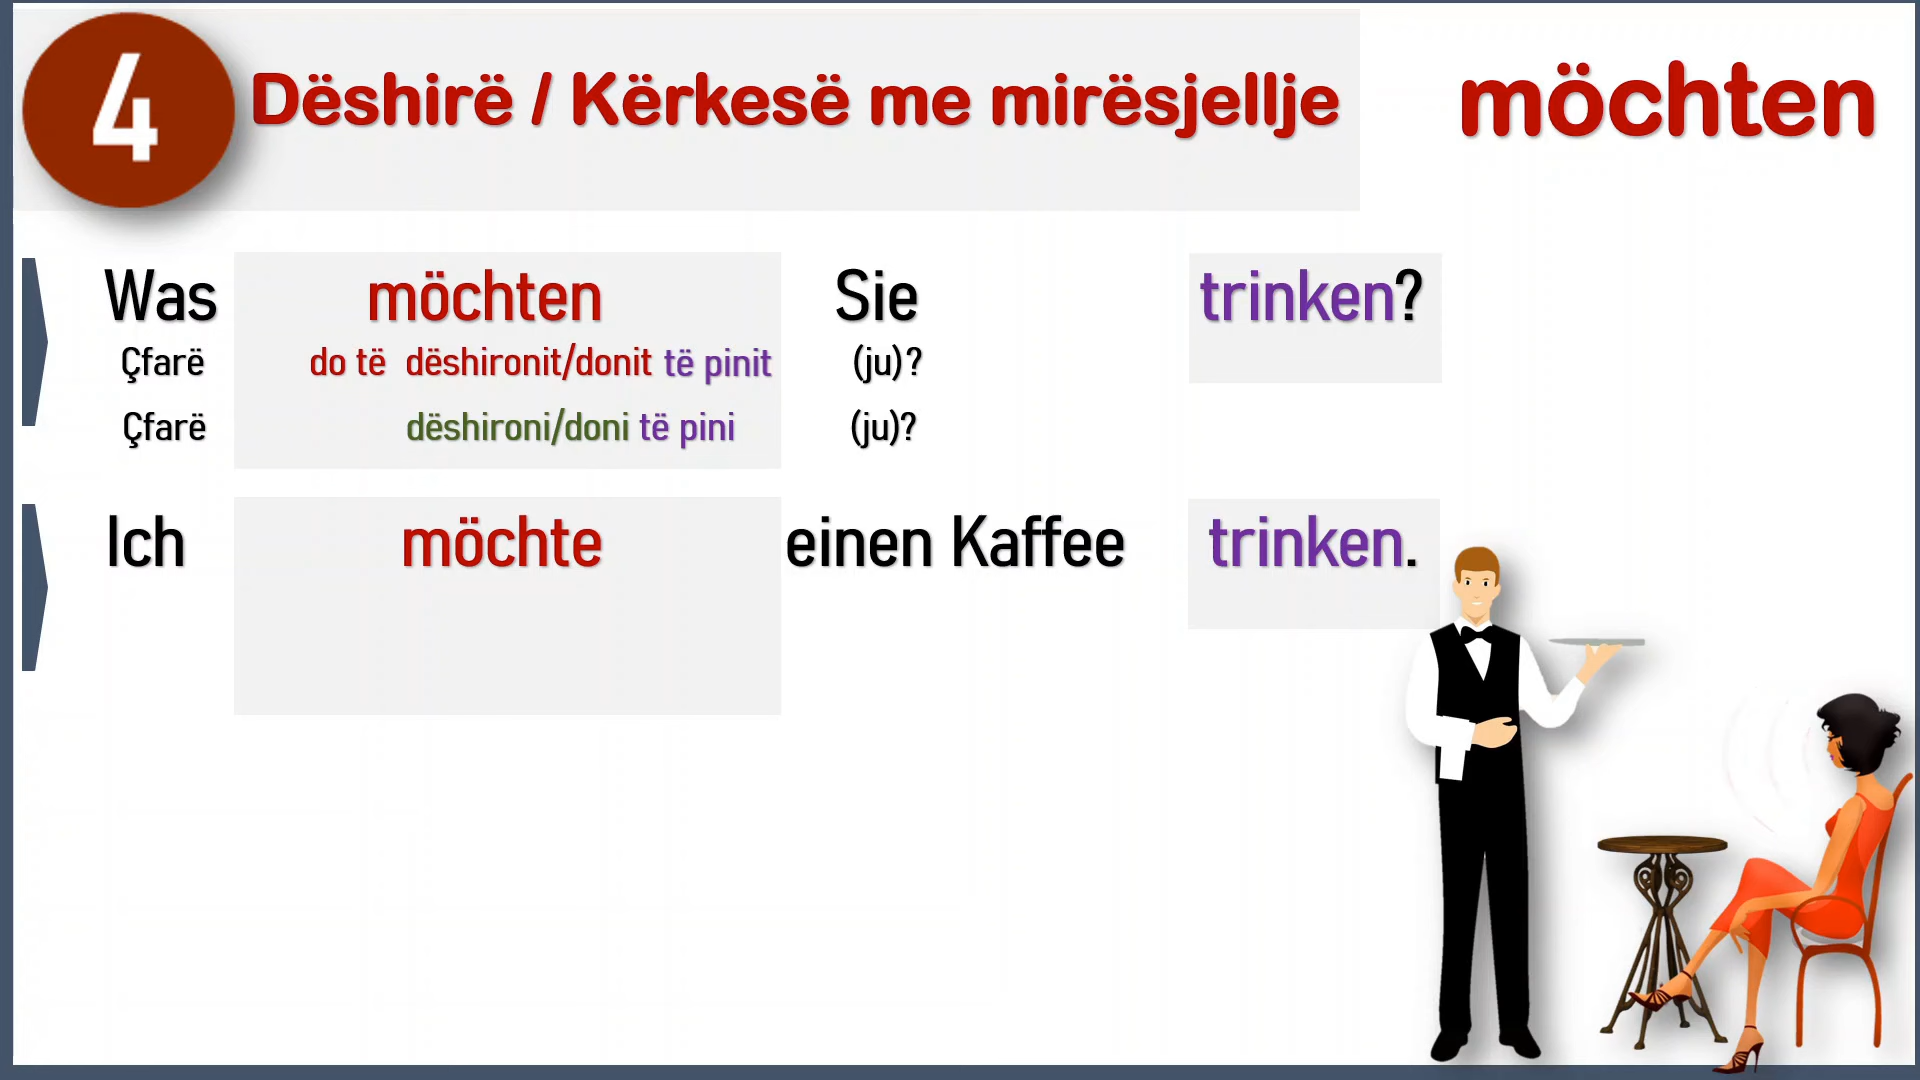 4 Dëshirë / Kërkesë me mirësjellje möchten
Was möchten Sie trinken?
Çfarë do të dëshironit/donit të pinit (ju)?
Çfarë dëshironi/doni të pini (ju)?
Ich möchte einen Kaffee trinken.